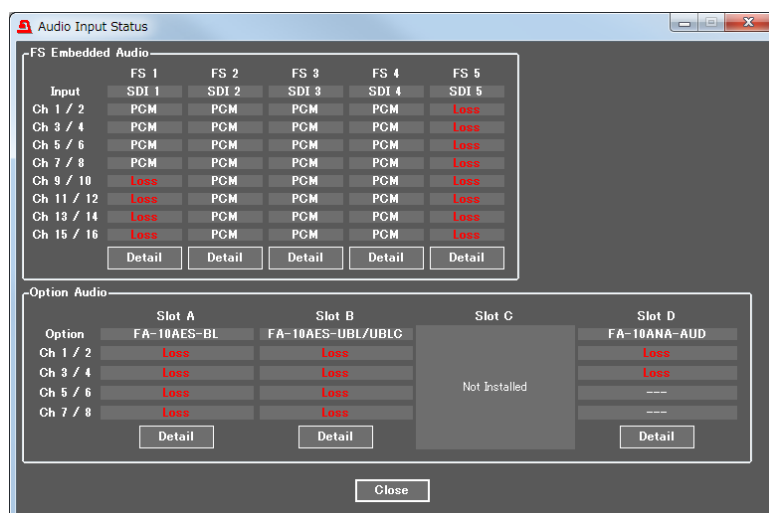 Audio Input Status
FS Embedded Audio
FS 1 FS 2 FS 3 FS 4 FS 5
Input SDI 1 SDI 2 SDI 3 SDI 4 SDI 5
Ch 1 / 2 PCM PCM PCM PCM Loss
Ch 3 / 4 PCM PCM PCM PCM Loss
Ch 5 / 6 PCM PCM PCM PCM Loss
Ch 7 / 8 PCM PCM PCM PCM Loss
Ch 9 / 10 Loss PCM PCM PCM Loss
Ch 11 / 12 Loss PCM PCM PCM Loss
Ch 13 / 14 Loss PCM PCM PCM Loss
Ch 15 / 16 Loss PCM PCM PCM Loss
Detail Detail Detail Detail Detail
Option Audio
Slot A Slot B Slot C Slot D
Option FA-10AES-BL FA-10AES-UBL/UBLC FA-10ANA-AUD
Ch 1 / 2 Loss Loss Loss
Ch 3 / 4 Loss Loss Loss
Ch 5 / 6 Loss Loss Not Installed ---
Ch 7 / 8 Loss Loss ---
Detail Detail Detail
Close